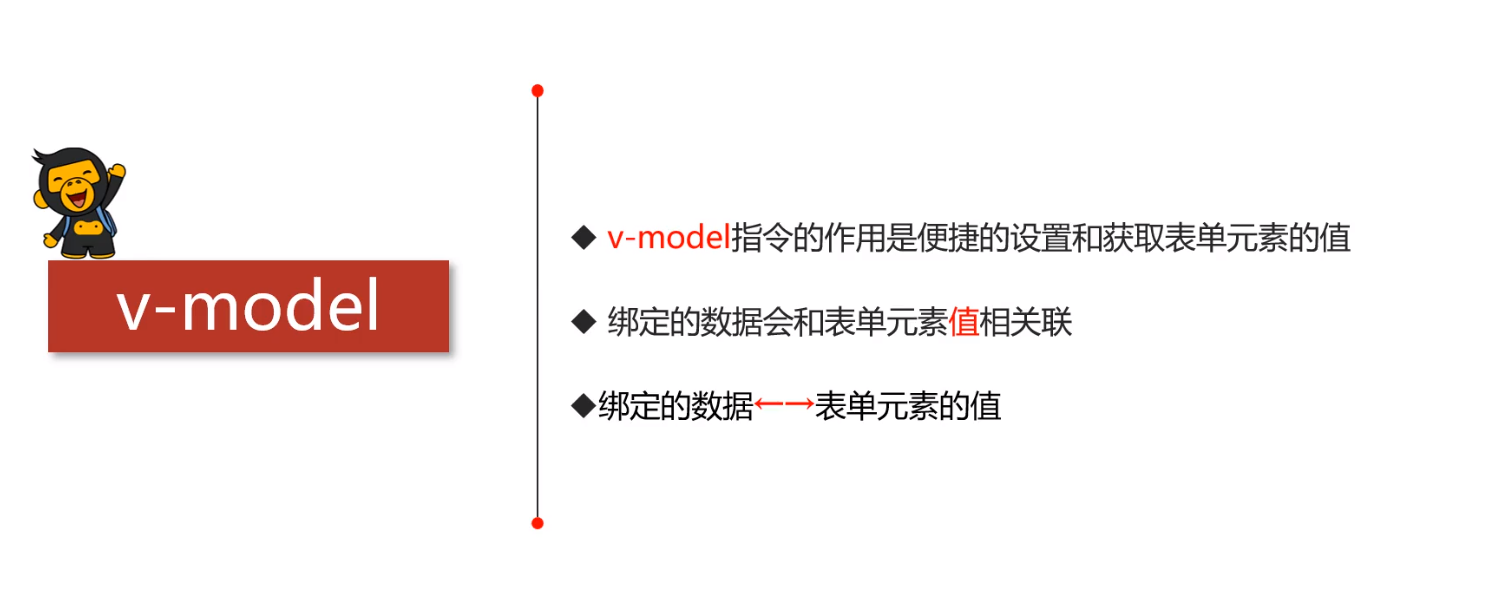 v-model
◆ v-model指令的作用是便捷的设置和获取表单元素的值
◆ 绑定的数据会和表单元素值相关联
◆绑定的数据←→表单元素的值